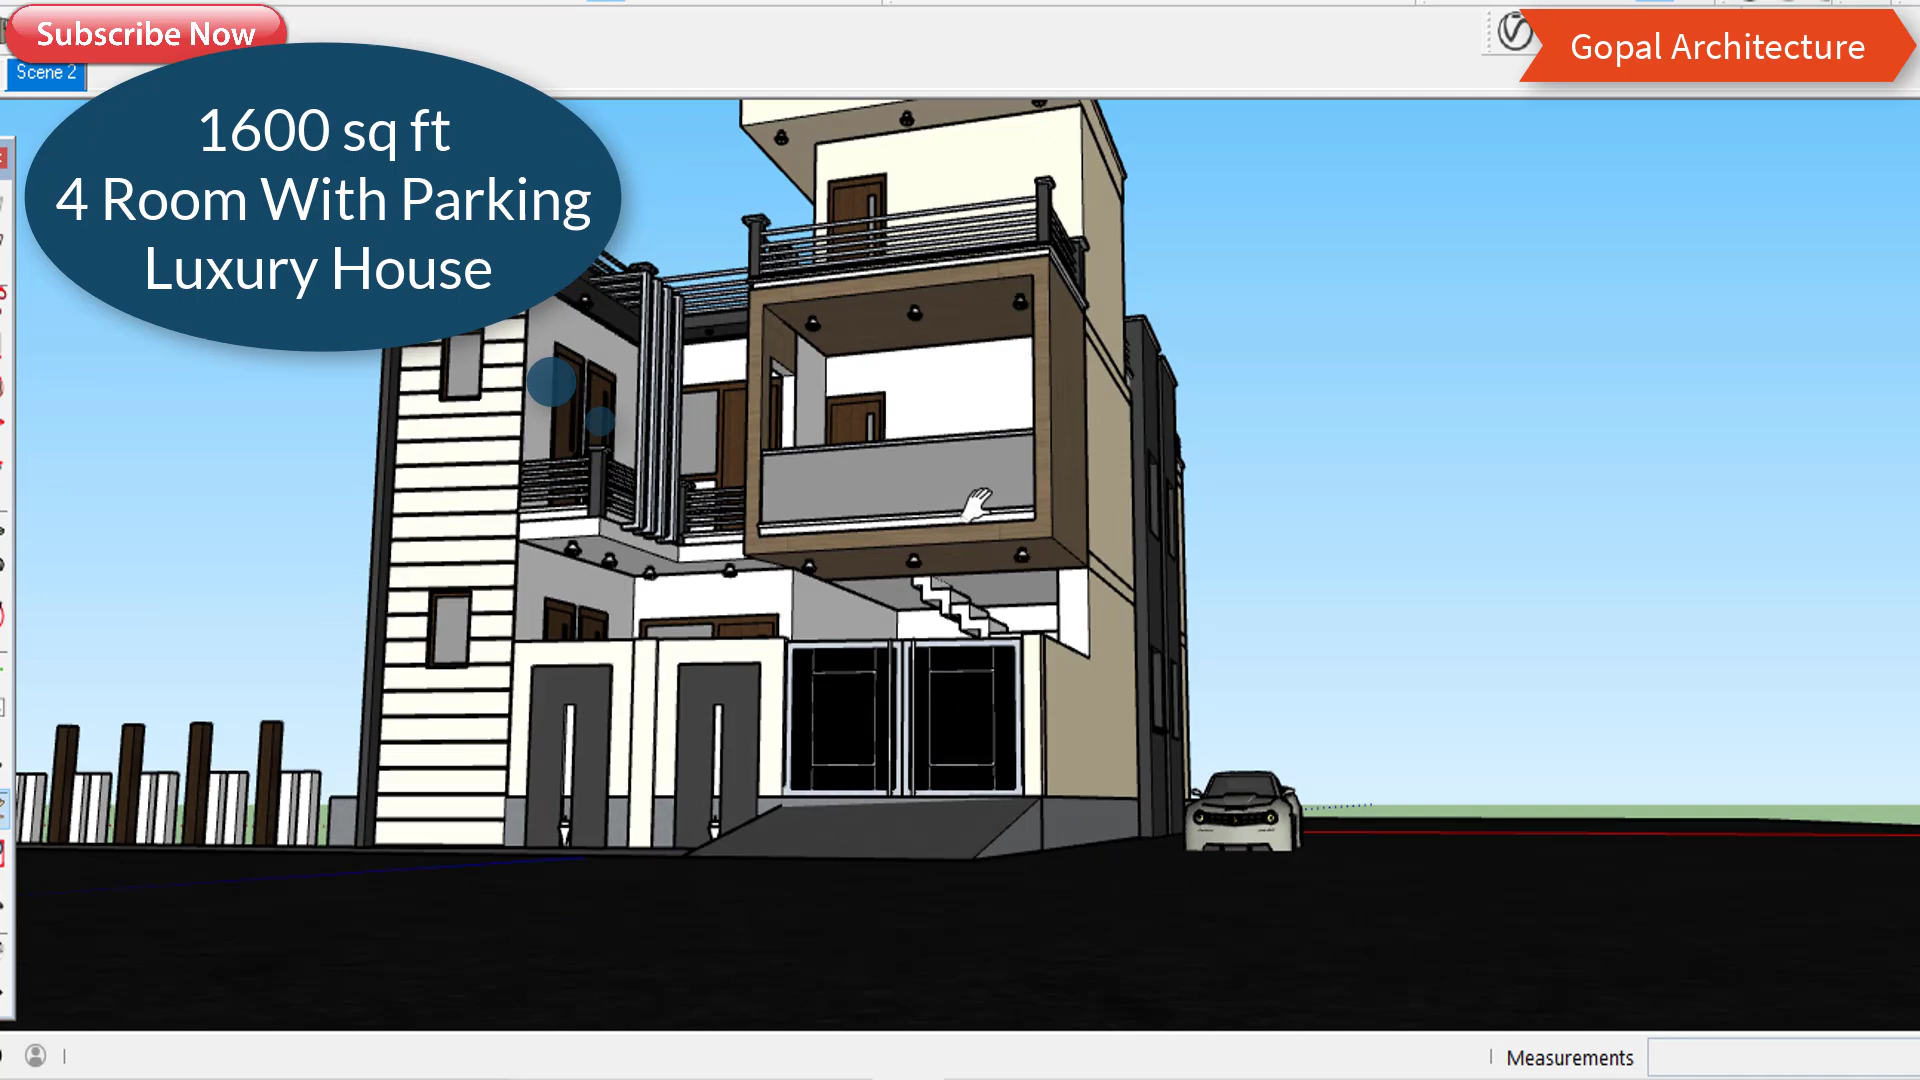 Subscribe Now
Gopal Architecture
Scene 2
1600 sq ft
4 Room With Parking
Luxury House
Measurements